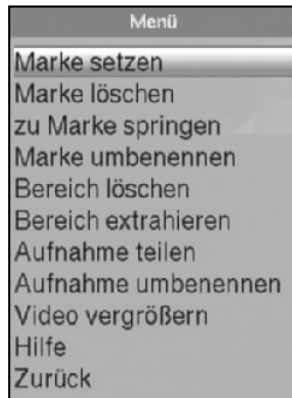 Menü
Marke setzen
Marke löschen
zu Marke springen
Marke umbenennen
Bereich löschen
Bereich extrahieren
Aufnahme teilen
Aufnahme umbenennen
Video vergrößern
Hilfe
Zurück